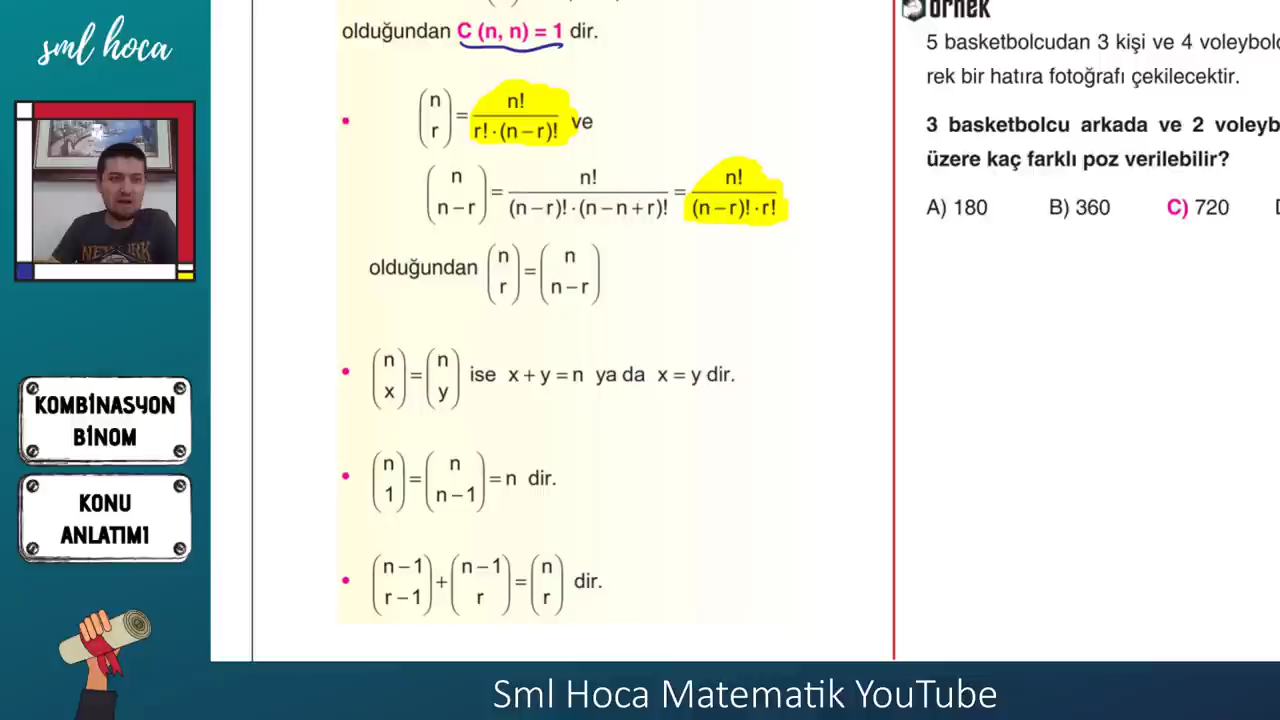 sml hoca
KOMBİNASYON
BİNOM
KONU
ANLATIMI
olduğundan C (n, n) = 1 dir.
• (n r) = n! / r! · (n – r)! ve
(n n – r) = n! / (n – r)! · (n – n + r)! = n! / (n – r)! · r!
olduğundan (n r) = (n n – r)
• (n x) = (n y) ise x + y = n ya da x = y dir.
• (n 1) = (n n – 1) = n dir.
• (n – 1 r – 1) + (n – 1 r) = (n r) dir.
örnek
5 basketbolcudan 3 kişi ve 4 voleybolc
rek bir hatıra fotoğrafı çekilecektir.
3 basketbolcu arkada ve 2 voleyb
üzere kaç farklı poz verilebilir?
A) 180 B) 360 C) 720
Sml Hoca Matematik YouTube